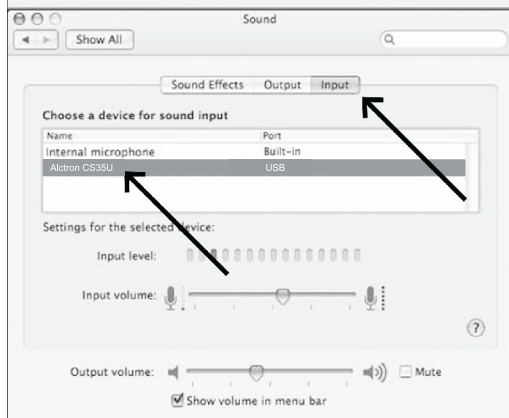 Sound
Show All
Sound Effects Output Input
Choose a device for sound input
Name Port
Internal microphone Built-in
Alctron CS35U USB
Settings for the selected device:
Input level:
Input volume:
?
Output volume: Mute
Show volume in menu bar